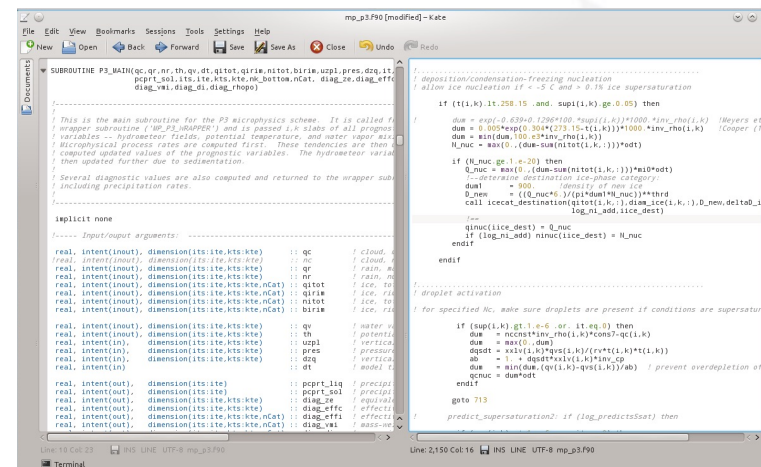 mp_p3.f90 [modified] – Kate
File Edit View Bookmarks Sessions Tools Settings Help
New Open Back Forward Save Save As Close Undo Redo
Documents
SUBROUTINE P3_MAIN(qc,qr,nr,th,qv,dt,qitot,qirim,nitot,birim,uzpl,pres,dzq,it,
pcprt_sol,its,ite,kts,kte,nk_bottom,nCat, diag_ze,diag_effc
diag_vmi,diag_di,diag_rhopo)
!
! This is the main subroutine for the P3 microphysics scheme. It is called fr
! wrapper subroutine ('MP_P3_WRAPPER') and is passed i,k slabs of all prognos
! variables -- hydrometeor fields, potential temperature, and water vapor mix
! Microphysical process rates are computed first. These tendencies are then
! computed updated values of the prognostic variables. The hydrometeor variab
! then updated further due to sedimentation.
!
! Several diagnostic values are also computed and returned to the wrapper sub
! including precipitation rates.
!
implicit none
!----- Input/ouput arguments:
real, intent(inout), dimension(its:ite,kts:kte) :: qc ! cloud,
!real, intent(inout), dimension(its:ite,kts:kte) :: nc ! cloud,
real, intent(inout), dimension(its:ite,kts:kte) :: qr ! rain,
real, intent(inout), dimension(its:ite,kts:kte) :: nr ! rain,
real, intent(inout), dimension(its:ite,kts:kte,nCat) :: qitot ! ice,
real, intent(inout), dimension(its:ite,kts:kte,nCat) :: qirim ! ice,
real, intent(inout), dimension(its:ite,kts:kte,nCat) :: nitot ! ice,
real, intent(inout), dimension(its:ite,kts:kte,nCat) :: birim ! ice,
real, intent(inout), dimension(its:ite,kts:kte) :: qv ! water
real, intent(inout), dimension(its:ite,kts:kte) :: th ! potenti
real, intent(in), dimension(its:ite,kts:kte) :: uzpl ! vertica
real, intent(in), dimension(its:ite,kts:kte) :: pres ! pressur
real, intent(in), dimension(its:ite,kts:kte) :: dzq ! vertica
real, intent(in) :: dt ! model t
real, intent(out), dimension(its:ite) :: pcprt_liq ! precipi
real, intent(out), dimension(its:ite) :: pcprt_sol ! precipi
real, intent(out), dimension(its:ite,kts:kte) :: diag_ze ! equival
real, intent(out), dimension(its:ite,kts:kte) :: diag_effc ! effecti
real, intent(out), dimension(its:ite,kts:kte,nCat) :: diag_effi ! effecti
real, intent(out), dimension(its:ite,kts:kte,nCat) :: diag_vmi ! mass-we
!
! deposition/condensation-freezing nucleation
! allow ice nucleation if < -5 C and > 0.1% ice supersaturation
if (t(i,k).lt.258.15 .and. supi(i,k).ge.0.05) then
! dum = exp(-0.639+0.1296*100.*supi(i,k))*1000.*inv_rho(i,k) !Meyers et
dum = 0.005*exp(0.304*(273.15-t(i,k)))*1000.*inv_rho(i,k) !Cooper (1
dum = min(dum,100.e3*inv_rho(i,k))
N_nuc = max(0.,(dum-sum(nitot(i,k,:)))*odt)
if (N_nuc.ge.1.e-20) then
Q_nuc = max(0.,(dum-sum(nitot(i,k,:)))*mi0*odt)
!--determine destination ice-phase category:
dum1 = 900. !density of new ice
D_new = ((Q_nuc*6.)/(pi*dum1*N_nuc))**thrd
call icecat_destination(qitot(i,k,:),diam_ice(i,k,:),D_new,deltaD_i
log_ni_add,iice_dest)
!--
qinuc(iice_dest) = Q_nuc
if (log_ni_add) ninuc(iice_dest) = N_nuc
endif
endif
!
! droplet activation
! for specified Nc, make sure droplets are present if conditions are supersatur
if (sup(i,k).gt.1.e-6 .or. it.eq.0) then
dum = nccnst*inv_rho(i,k)*cons7-qc(i,k)
dum = max(0.,dum)
dqsdt = xxlv(i,k)*qvs(i,k)/(rv*t(i,k)*t(i,k))
ab = 1. + dqsdt*xxlv(i,k)*inv_cp
dum = min(dum,(qv(i,k)-qvs(i,k))/ab) ! prevent overdepletion of
qcnuc = dum*odt
endif
goto 713
! predict_supersaturation2: if (log_predictSsat) then
Line: 10 Col: 23 INS LINE UTF-8 mp_p3.f90
Line: 2,150 Col: 16 INS LINE UTF-8 mp_p3.f90
Terminal